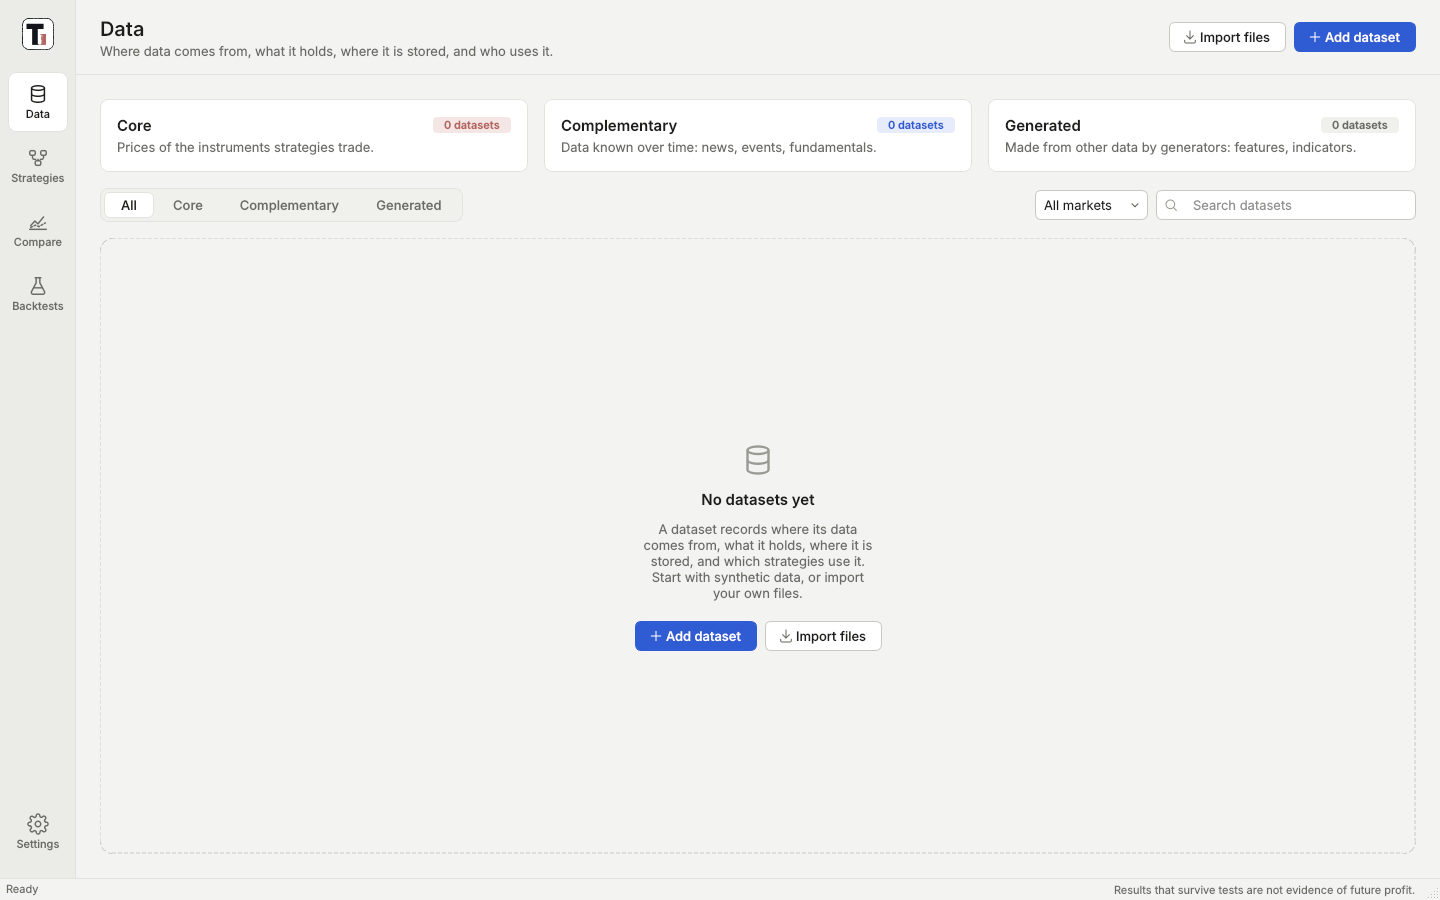 Ti
Data
Where data comes from, what it holds, where it is stored, and who uses it.
Import files
Add dataset
Data
Strategies
Compare
Backtests
Settings
Core
0 datasets
Prices of the instruments strategies trade.
Complementary
0 datasets
Data known over time: news, events, fundamentals.
Generated
0 datasets
Made from other data by generators: features, indicators.
All
Core
Complementary
Generated
All markets
Search datasets
No datasets yet
A dataset records where its data
comes from, what it holds, where it is
stored, and which strategies use it.
Start with synthetic data, or import
your own files.
Add dataset
Import files
Ready
Results that survive tests are not evidence of future profit.